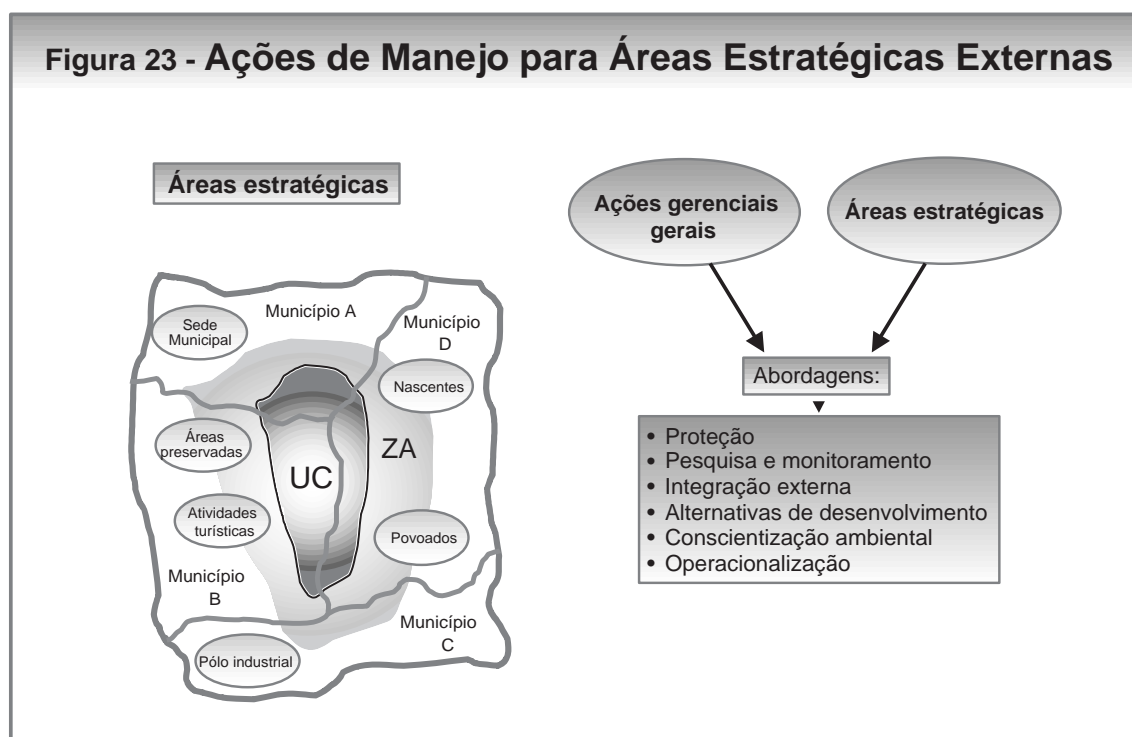 Figura 23 - Ações de Manejo para Áreas Estratégicas Externas
Áreas estratégicas
Município A
Sede
Municipal
Município
D
Nascentes
Áreas
preservadas
ZA
UC
Atividades
turísticas
Povoados
Município
B
Município
C
Pólo industrial
Ações gerenciais
gerais
Áreas estratégicas
Abordagens:
• Proteção
• Pesquisa e monitoramento
• Integração externa
• Alternativas de desenvolvimento
• Conscientização ambiental
• Operacionalização